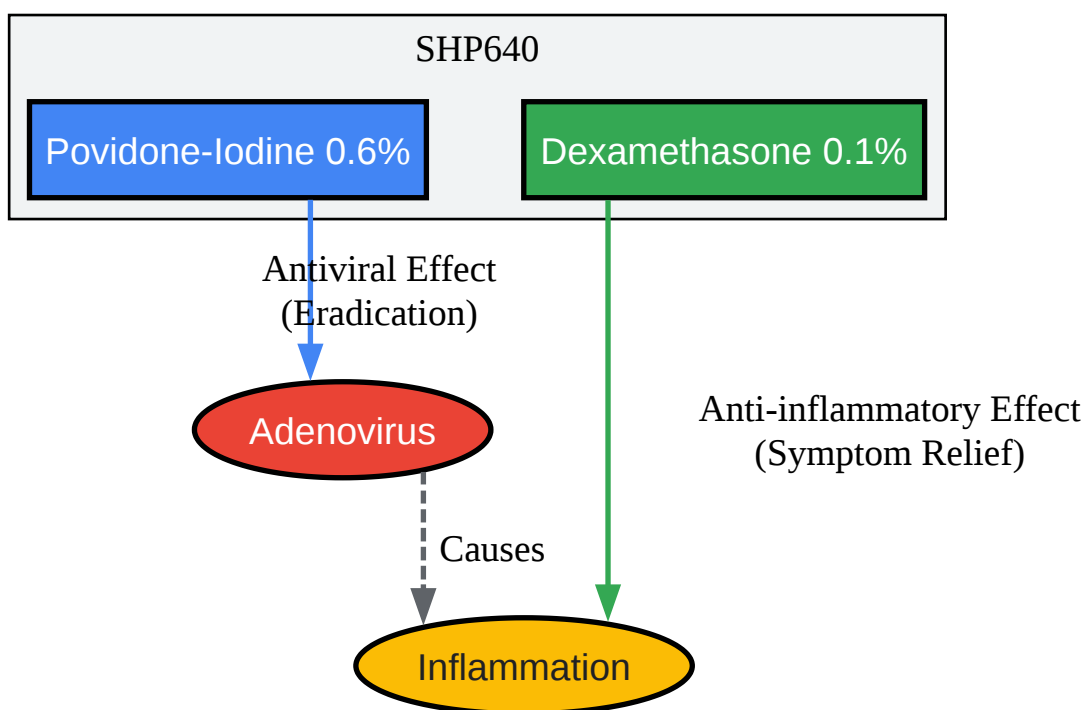 SHP640
Povidone-Iodine 0.6%
Dexamethasone 0.1%
Antiviral Effect
(Eradication)
Adenovirus
Anti-inflammatory Effect
(Symptom Relief)
Causes
Inflammation